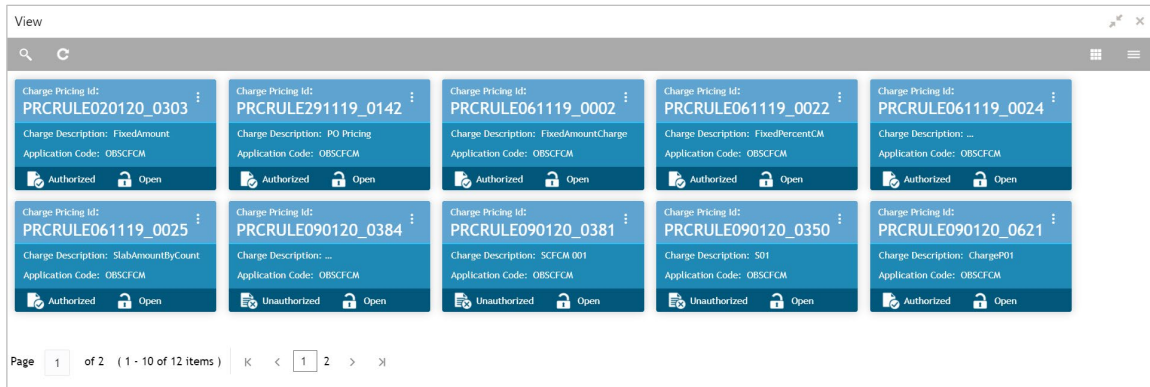 View
Charge Pricing Id:
PRCRULE020120_0303
Charge Description: FixedAmount
Application Code: OBSCFCM
Authorized Open
Charge Pricing Id:
PRCRULE291119_0142
Charge Description: PO Pricing
Application Code: OBSCFCM
Authorized Open
Charge Pricing Id:
PRCRULE061119_0002
Charge Description: FixedAmountCharge
Application Code: OBSCFCM
Authorized Open
Charge Pricing Id:
PRCRULE061119_0022
Charge Description: FixedPercentCM
Application Code: OBSCFCM
Authorized Open
Charge Pricing Id:
PRCRULE061119_0024
Charge Description: ...
Application Code: OBSCFCM
Authorized Open
Charge Pricing Id:
PRCRULE061119_0025
Charge Description: SlabAmountByCount
Application Code: OBSCFCM
Authorized Open
Charge Pricing Id:
PRCRULE090120_0384
Charge Description: ...
Application Code: OBSCFCM
Unauthorized Open
Charge Pricing Id:
PRCRULE090120_0381
Charge Description: SCFCM 001
Application Code: OBSCFCM
Unauthorized Open
Charge Pricing Id:
PRCRULE090120_0350
Charge Description: S01
Application Code: OBSCFCM
Unauthorized Open
Charge Pricing Id:
PRCRULE090120_0621
Charge Description: ChargeP01
Application Code: OBSCFCM
Authorized Open
Page 1 of 2 ( 1 - 10 of 12 items ) 1 2